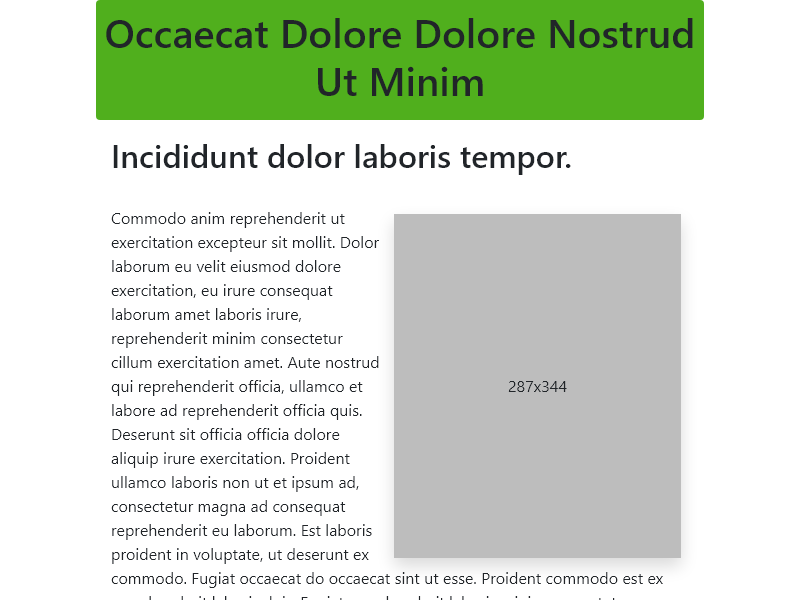 Occaecat Dolore Dolore Nostrud
Ut Minim
Incididunt dolor laboris tempor.
Commodo anim reprehenderit ut
exercitation excepteur sit mollit. Dolor
laborum eu velit eiusmod dolore
exercitation, eu irure consequat
laborum amet laboris irure,
reprehenderit minim consectetur
cillum exercitation amet. Aute nostrud
qui reprehenderit officia, ullamco et
labore ad reprehenderit officia quis.
Deserunt sit officia officia dolore
aliquip irure exercitation. Proident
ullamco laboris non ut et ipsum ad,
consectetur magna ad consequat
reprehenderit eu laborum. Est laboris
proident in voluptate, ut deserunt ex
287x344
commodo. Fugiat occaecat do occaecat sint ut esse. Proident commodo est ex